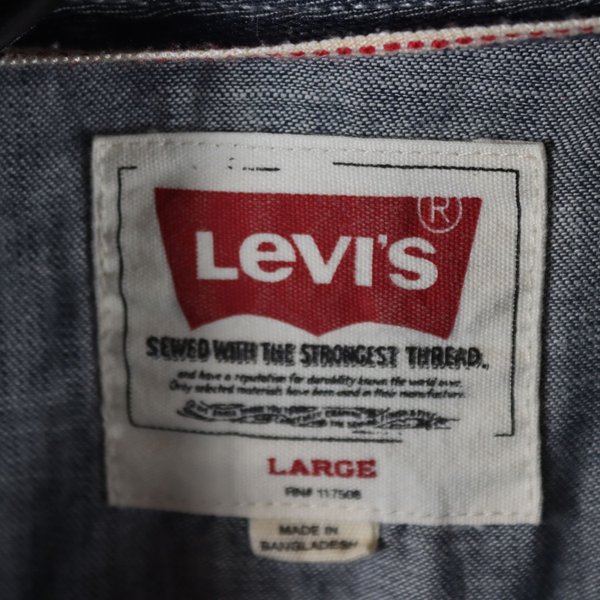 Levi's ®
SEWED WITH THE STRONGEST THREAD.,
and have a reputation for durability known the world over.
Only selected materials have been used in their manufacture.
LARGE
RN# 117508
MADE IN
BANGLADESH